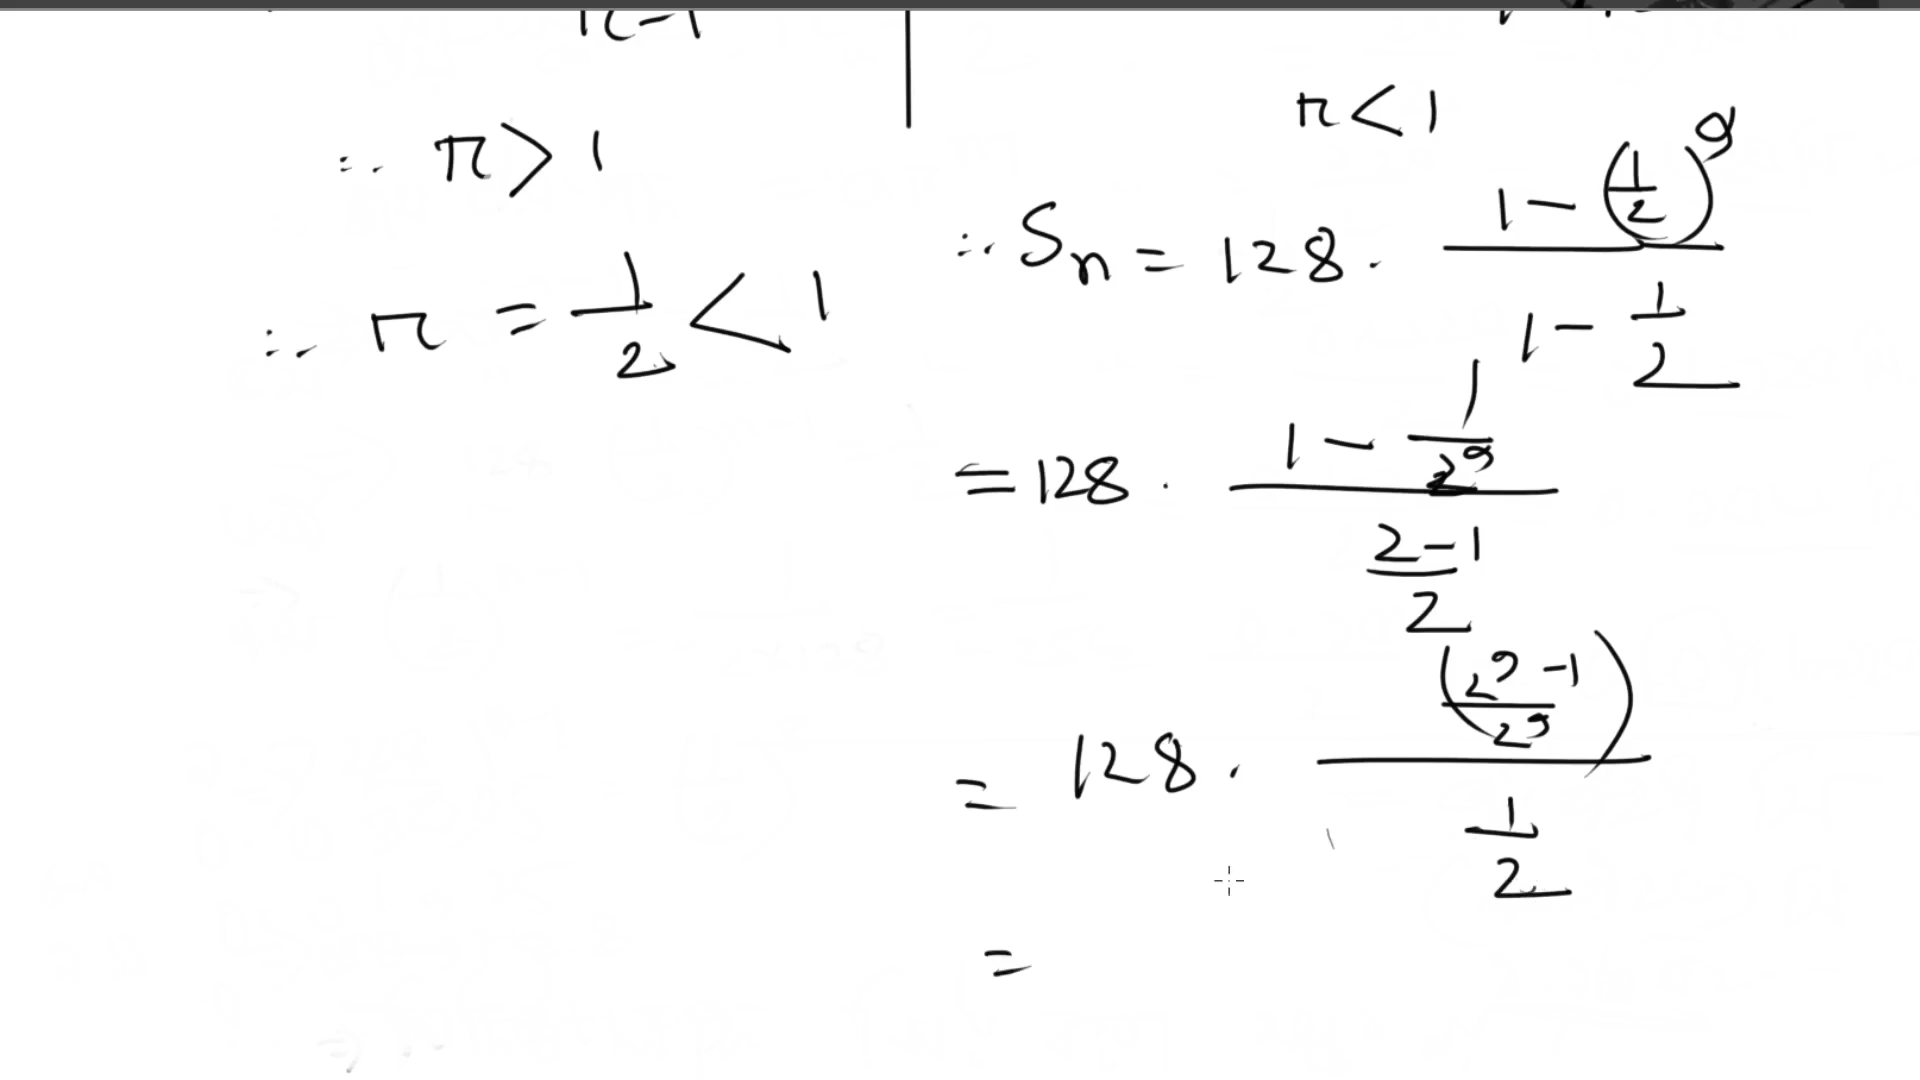 ∴ r > 1
∴ r = 1/2 < 1
r < 1
∴ Sn = 128 · (1 - (1/2)^9) / (1 - 1/2)
= 128 · (1 - 1/2^9) / ((2-1)/2)
= 128 · ((2^9 - 1)/2^9) / (1/2)
=